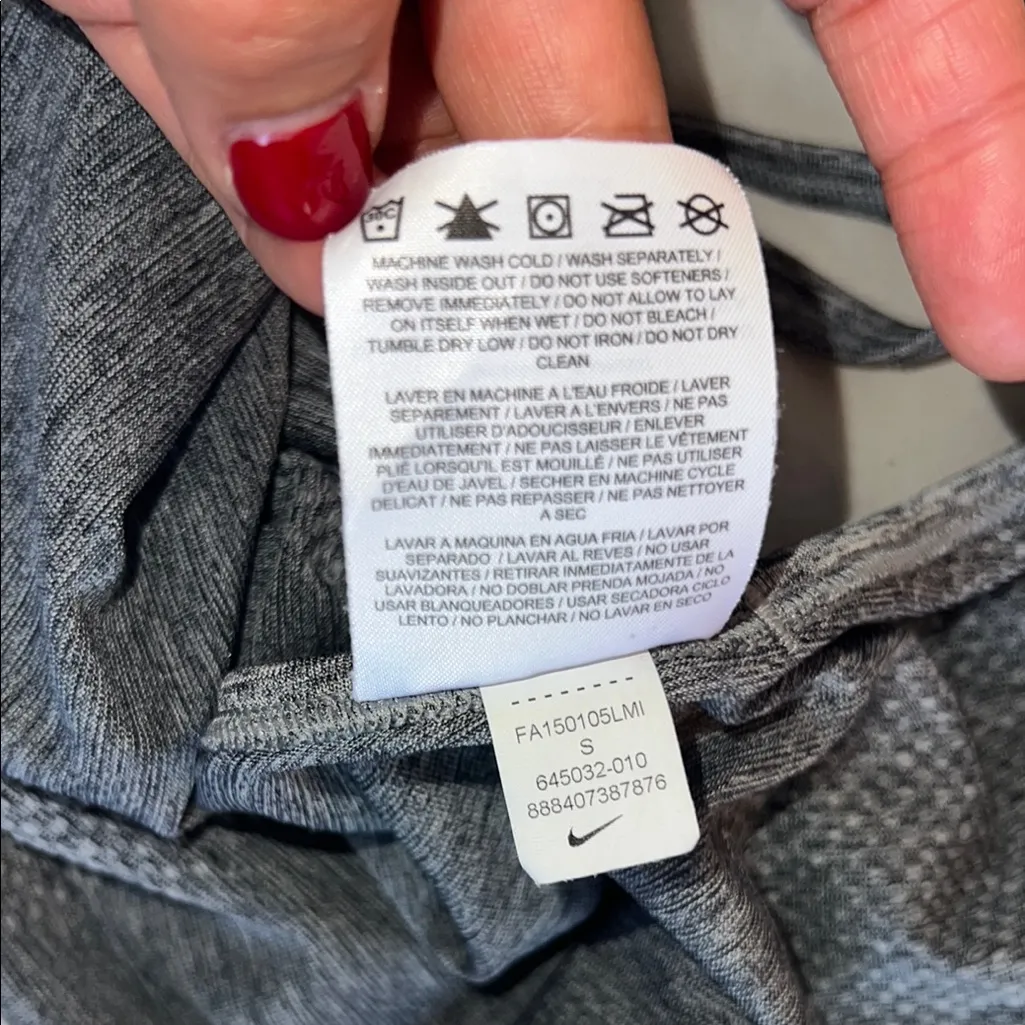 30C
MACHINE WASH COLD / WASH SEPARATELY /
WASH INSIDE OUT / DO NOT USE SOFTENERS /
REMOVE IMMEDIATELY / DO NOT ALLOW TO LAY
ON ITSELF WHEN WET / DO NOT BLEACH /
TUMBLE DRY LOW / DO NOT IRON / DO NOT DRY
CLEAN
LAVER EN MACHINE A L'EAU FROIDE / LAVER
SEPAREMENT / LAVER A L'ENVERS / NE PAS
UTILISER D'ADOUCISSEUR / ENLEVER
IMMEDIATEMENT / NE PAS LAISSER LE VÊTEMENT
PLIÉ LORSQU'IL EST MOUILLÉ / NE PAS UTILISER
D'EAU DE JAVEL / SECHER EN MACHINE CYCLE
DELICAT / NE PAS REPASSER / NE PAS NETTOYER
A SEC
LAVAR A MAQUINA EN AGUA FRIA / LAVAR POR
SEPARADO / LAVAR AL REVES / NO USAR
SUAVIZANTES / RETIRAR INMEDIATAMENTE DE LA
LAVADORA / NO DOBLAR PRENDA MOJADA / NO
USAR BLANQUEADORES / USAR SECADORA CICLO
LENTO / NO PLANCHAR / NO LAVAR EN SECO
FA150105LMI
S
645032-010
888407387876